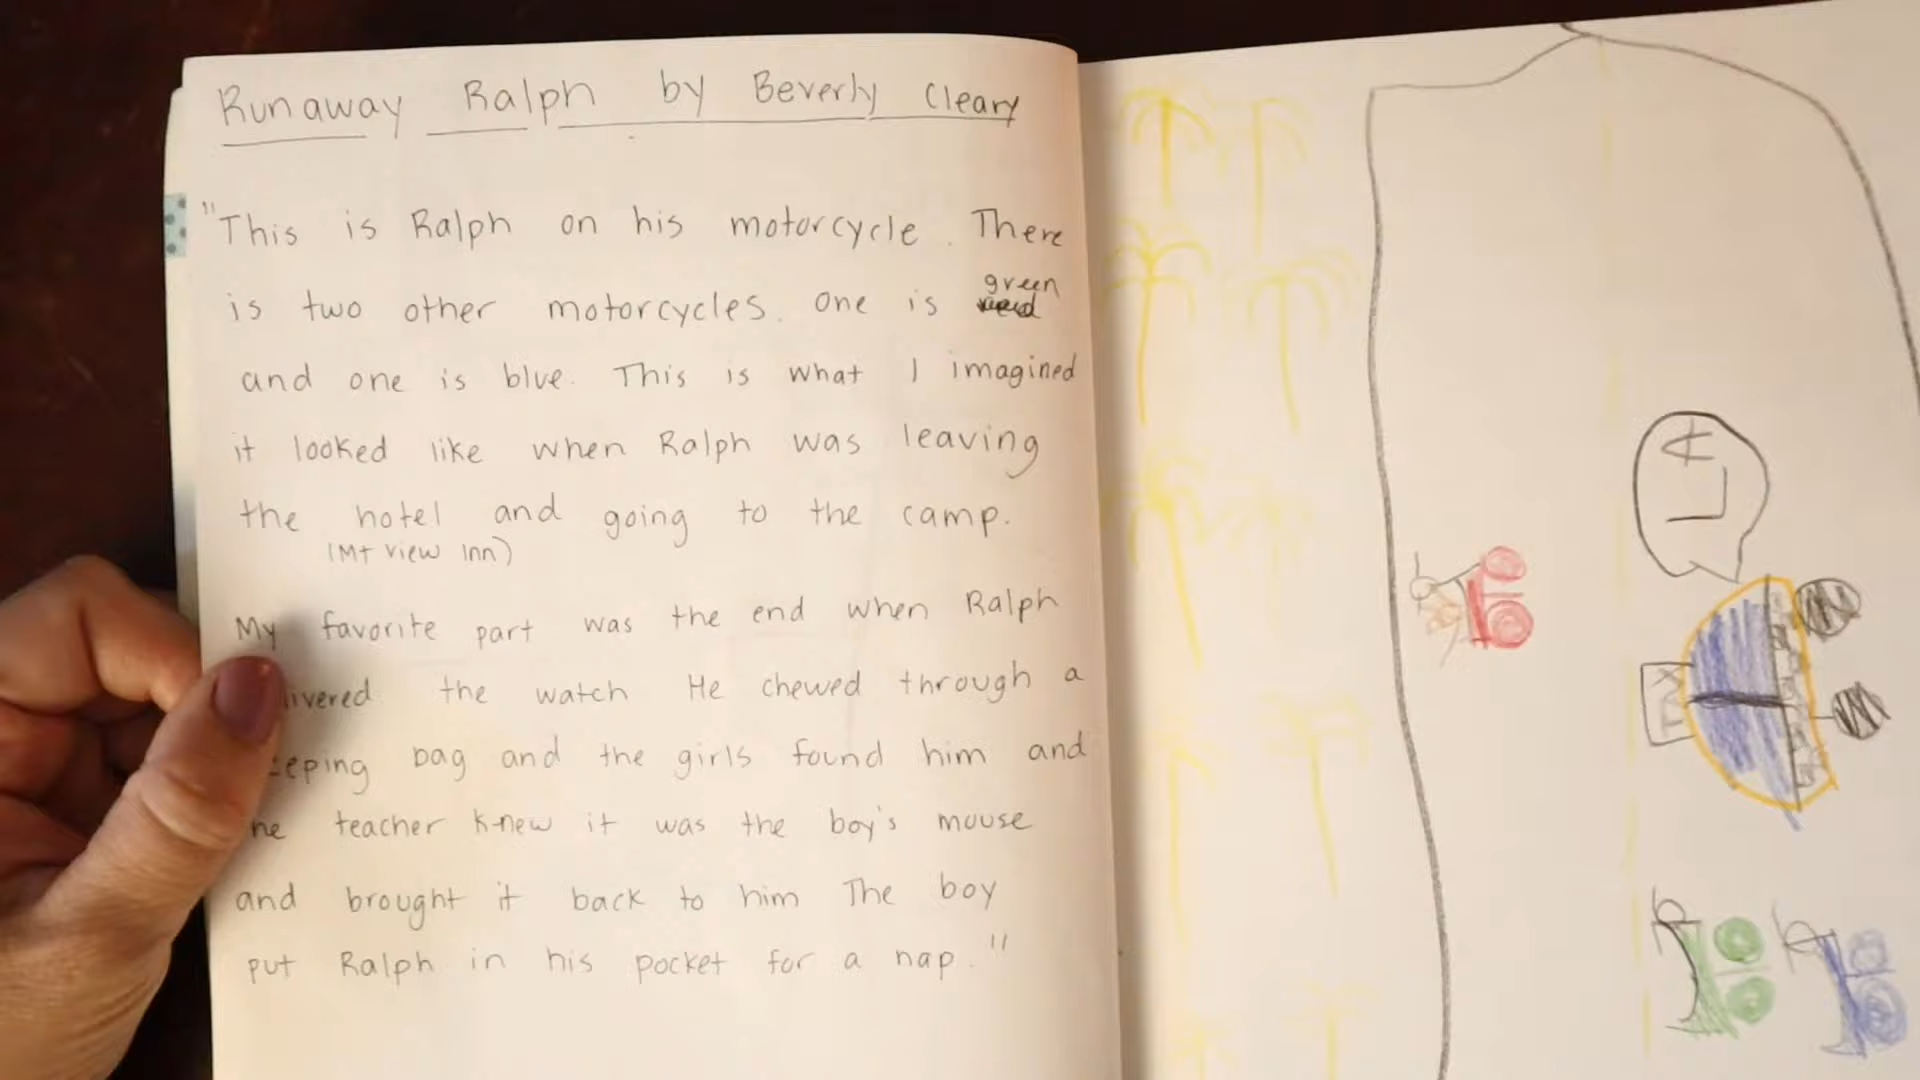 Runaway Ralph by Beverly Cleary
"This is Ralph on his motorcycle. There
is two other motorcycles. One is green
and one is blue. This is what I imagined
it looked like when Ralph was leaving
the hotel and going to the camp.
(Mt view Inn)
My favorite part was the end when Ralph
livered the watch He chewed through a
eeping bag and the girls found him and
he teacher knew it was the boy's mouse
and brought it back to him The boy
put Ralph in his pocket for a nap."